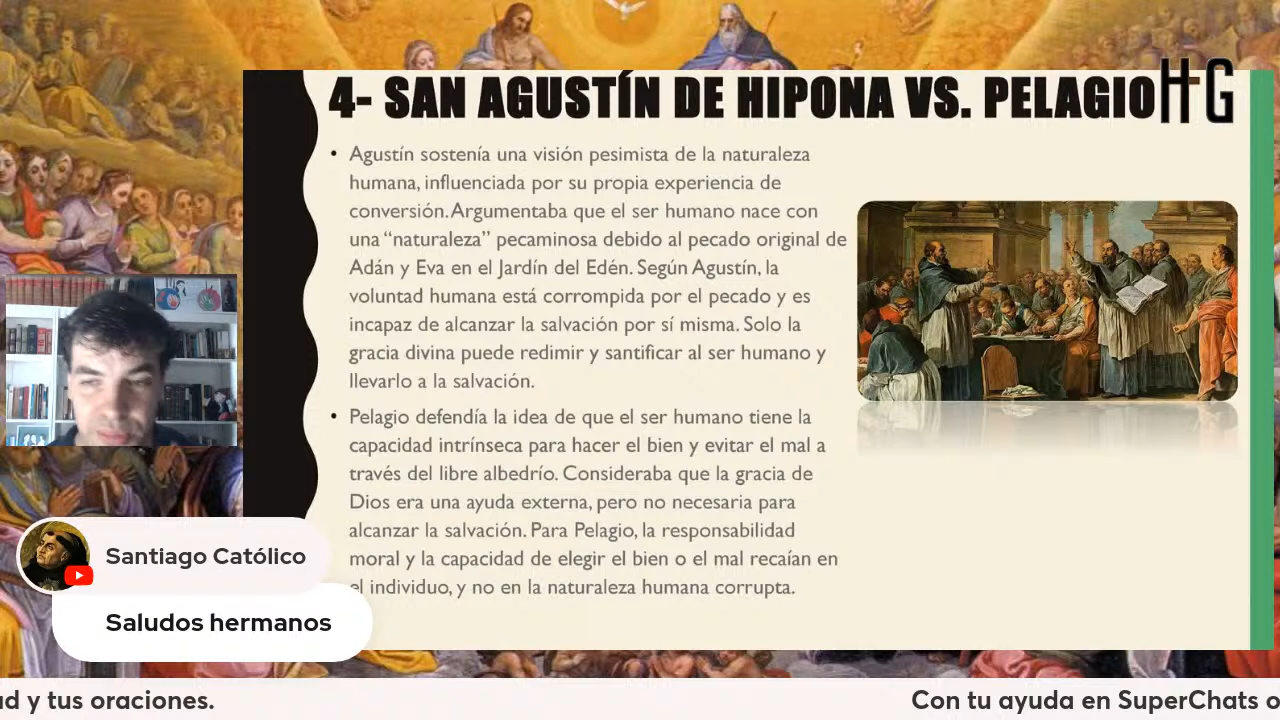 4- SAN AGUSTÍN DE HIPONA VS. PELAGIO
H G
• Agustín sostenía una visión pesimista de la naturaleza
humana, influenciada por su propia experiencia de
conversión. Argumentaba que el ser humano nace con
una “naturaleza” pecaminosa debido al pecado original de
Adán y Eva en el Jardín del Edén. Según Agustín, la
voluntad humana está corrompida por el pecado y es
incapaz de alcanzar la salvación por sí misma. Solo la
gracia divina puede redimir y santificar al ser humano y
llevarlo a la salvación.
• Pelagio defendía la idea de que el ser humano tiene la
capacidad intrínseca para hacer el bien y evitar el mal a
través del libre albedrío. Consideraba que la gracia de
Dios era una ayuda externa, pero no necesaria para
alcanzar la salvación. Para Pelagio, la responsabilidad
moral y la capacidad de elegir el bien o el mal recaían en
el individuo, y no en la naturaleza humana corrupta.
Santiago Católico
Saludos hermanos
ad y tus oraciones.
Con tu ayuda en SuperChats o